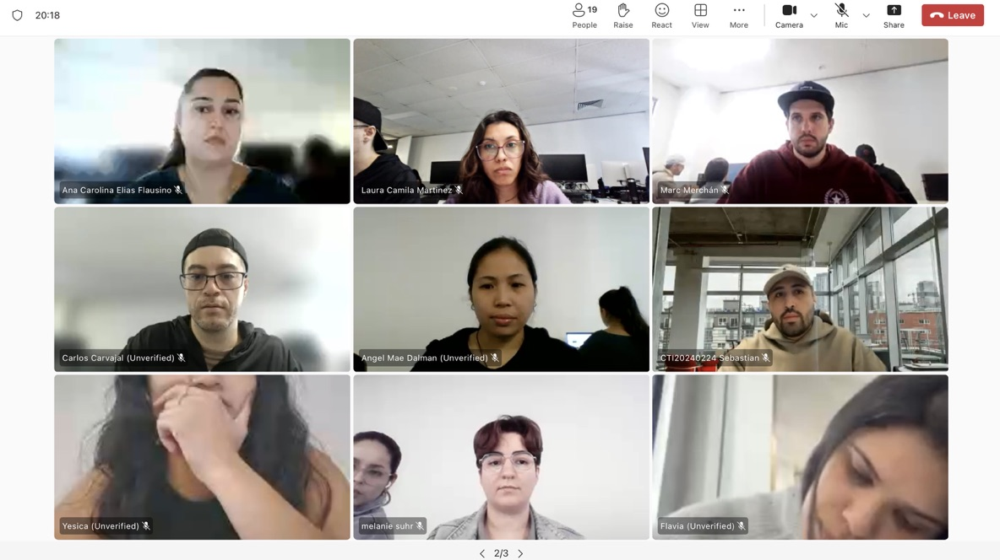 20:18
19
People
Raise
React
View
More
Camera
Mic
Share
Leave
Ana Carolina Elias Flausino
Laura Camila Martinez
Marc Merchán
Carlos Carvajal (Unverified)
Angel Mae Dalman (Unverified)
CTI20240224 Sebastian
Yesica (Unverified)
melanie suhr
Flavia (Unverified)
2/3